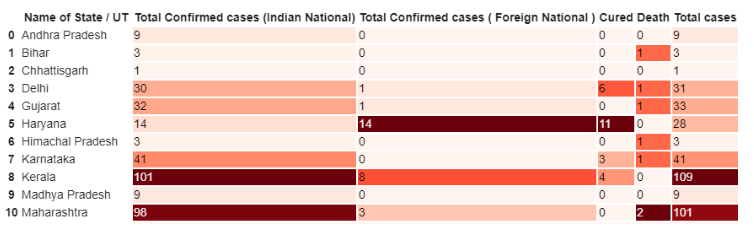 Name of State / UT Total Confirmed cases (Indian National) Total Confirmed cases ( Foreign National ) Cured Death Total cases
0 Andhra Pradesh 9 0 0 0 9
1 Bihar 3 0 0 1 3
2 Chhattisgarh 1 0 0 0 1
3 Delhi 30 1 6 1 31
4 Gujarat 32 1 0 1 33
5 Haryana 14 14 11 0 28
6 Himachal Pradesh 3 0 0 1 3
7 Karnataka 41 0 3 1 41
8 Kerala 101 8 4 0 109
9 Madhya Pradesh 9 0 0 0 9
10 Maharashtra 98 3 0 2 101